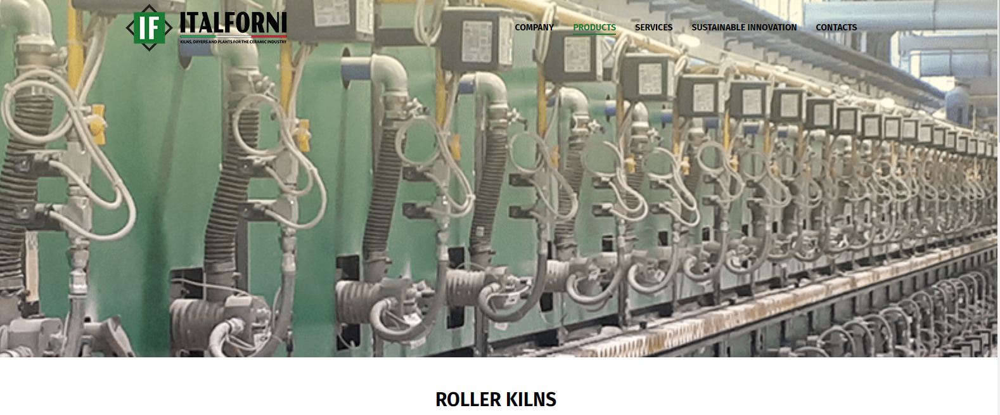 IF
ITALFORNI
KILNS, DRYERS AND PLANTS FOR THE CERAMIC INDUSTRY
COMPANY PRODUCTS SERVICES SUSTAINABLE INNOVATION CONTACTS
ROLLER KILNS